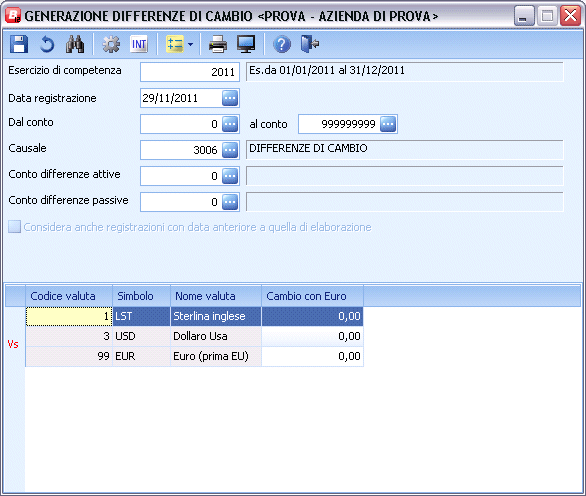 B GENERAZIONE DIFFERENZE DI CAMBIO <PROVA - AZIENDA DI PROVA>
INT
Esercizio di competenza 2011 Es.da 01/01/2011 al 31/12/2011
Data registrazione 29/11/2011 ...
Dal conto 0 ... al conto 999999999 ...
Causale 3006 ... DIFFERENZE DI CAMBIO
Conto differenze attive 0 ...
Conto differenze passive 0 ...
Considera anche registrazioni con data anteriore a quella di elaborazione
Codice valuta Simbolo Nome valuta Cambio con Euro
1 LST Sterlina inglese 0,00
Vs 3 USD Dollaro Usa 0,00
99 EUR Euro (prima EU) 0,00